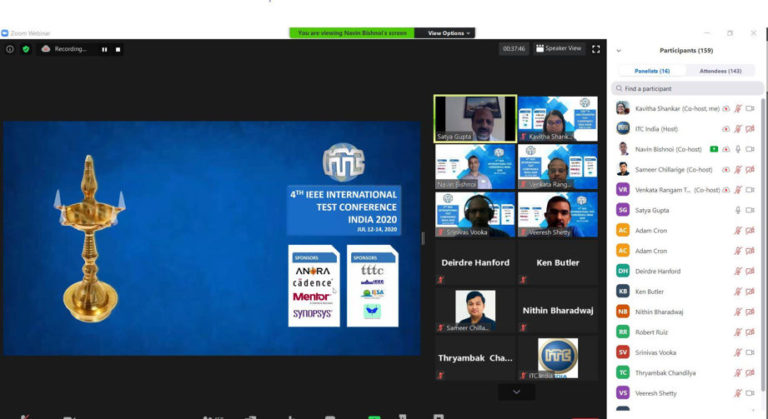 Zoom Webinar
You are viewing Navin Bishnoi's screen
View Options
Recording...
00:37:46
Speaker View
Participants (159)
Panelists (16)
Attendees (143)
Find a participant
ITC
4TH IEEE INTERNATIONAL
TEST CONFERENCE
INDIA 2020
JUL 12-14, 2020
SPONSORS
ANORA
cādence
Mentor
SYNOPSYS
SPONSORS
tttc
IEEE
Satya Gupta
Kavitha Shank...
Navin Bishnoi
Venkata Rang...
Srinivas Vooka
Veeresh Shetty
Deirdre Hanford
Ken Butler
Sameer Chilla...
Nithin Bharadwaj
Thryambak Cha...
ITC
ITC India
Kavitha Shankar (Co-host, me)
ITC India (Host)
Navin Bishnoi (Co-host)
Sameer Chillarige (Co-host)
VR Venkata Rangam T... (Co-host)
SG Satya Gupta
AC Adam Cron
AC Adam Cron
DH Deirdre Hanford
KB Ken Butler
NB Nithin Bharadwaj
RR Robert Ruiz
SV Srinivas Vooka
TC Thryambak Chandilya
VS Veeresh Shetty